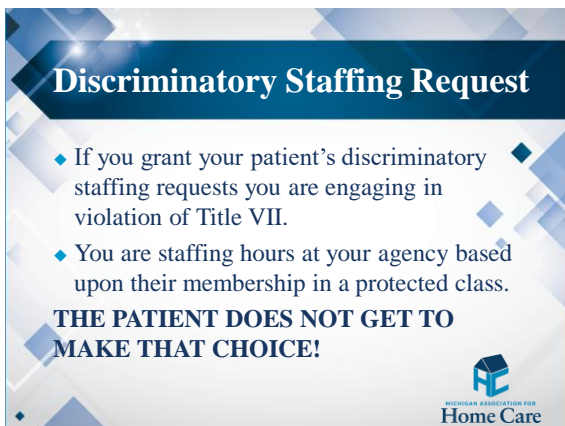 Discriminatory Staffing Request
If you grant your patient's discriminatory
staffing requests you are engaging in
violation of Title VII.
You are staffing hours at your agency based
upon their membership in a protected class.
THE PATIENT DOES NOT GET TO
MAKE THAT CHOICE!
HC
MICHIGAN ASSOCIATION FOR
Home Care